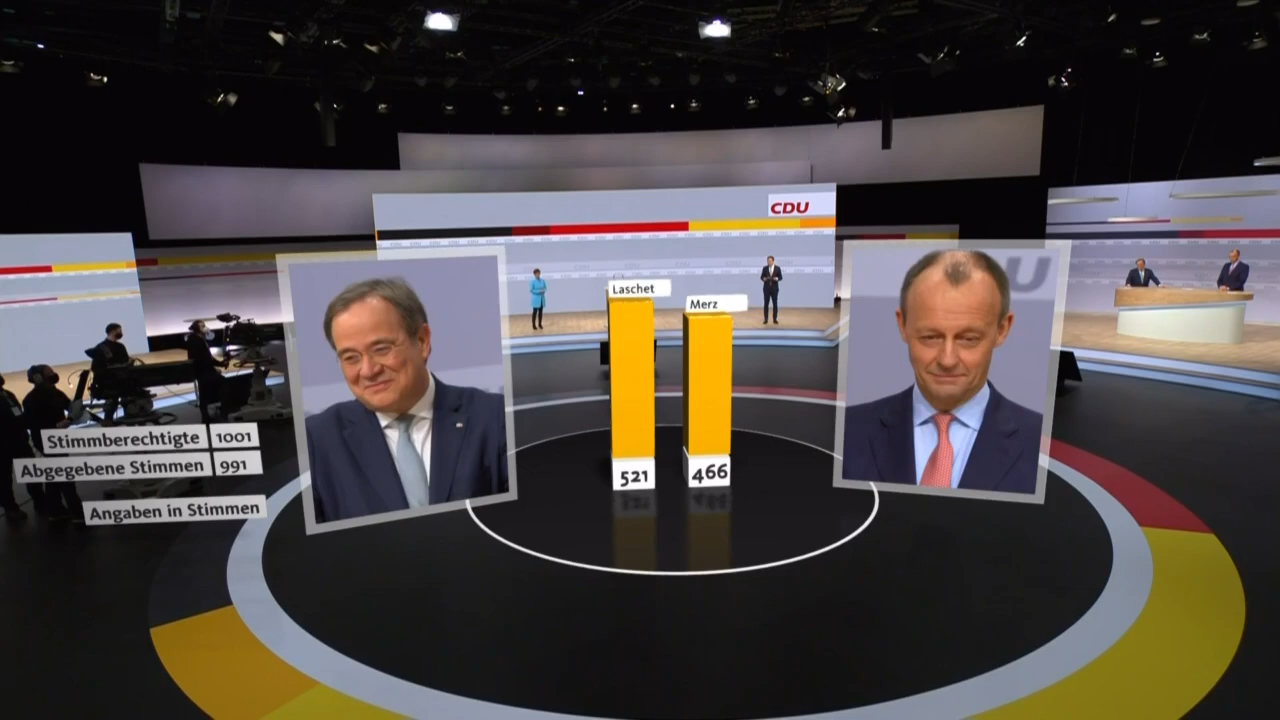 CDU
Laschet
Merz
Stimmberechtigte 1001
Abgegebene Stimmen 991
Angaben in Stimmen
521
466